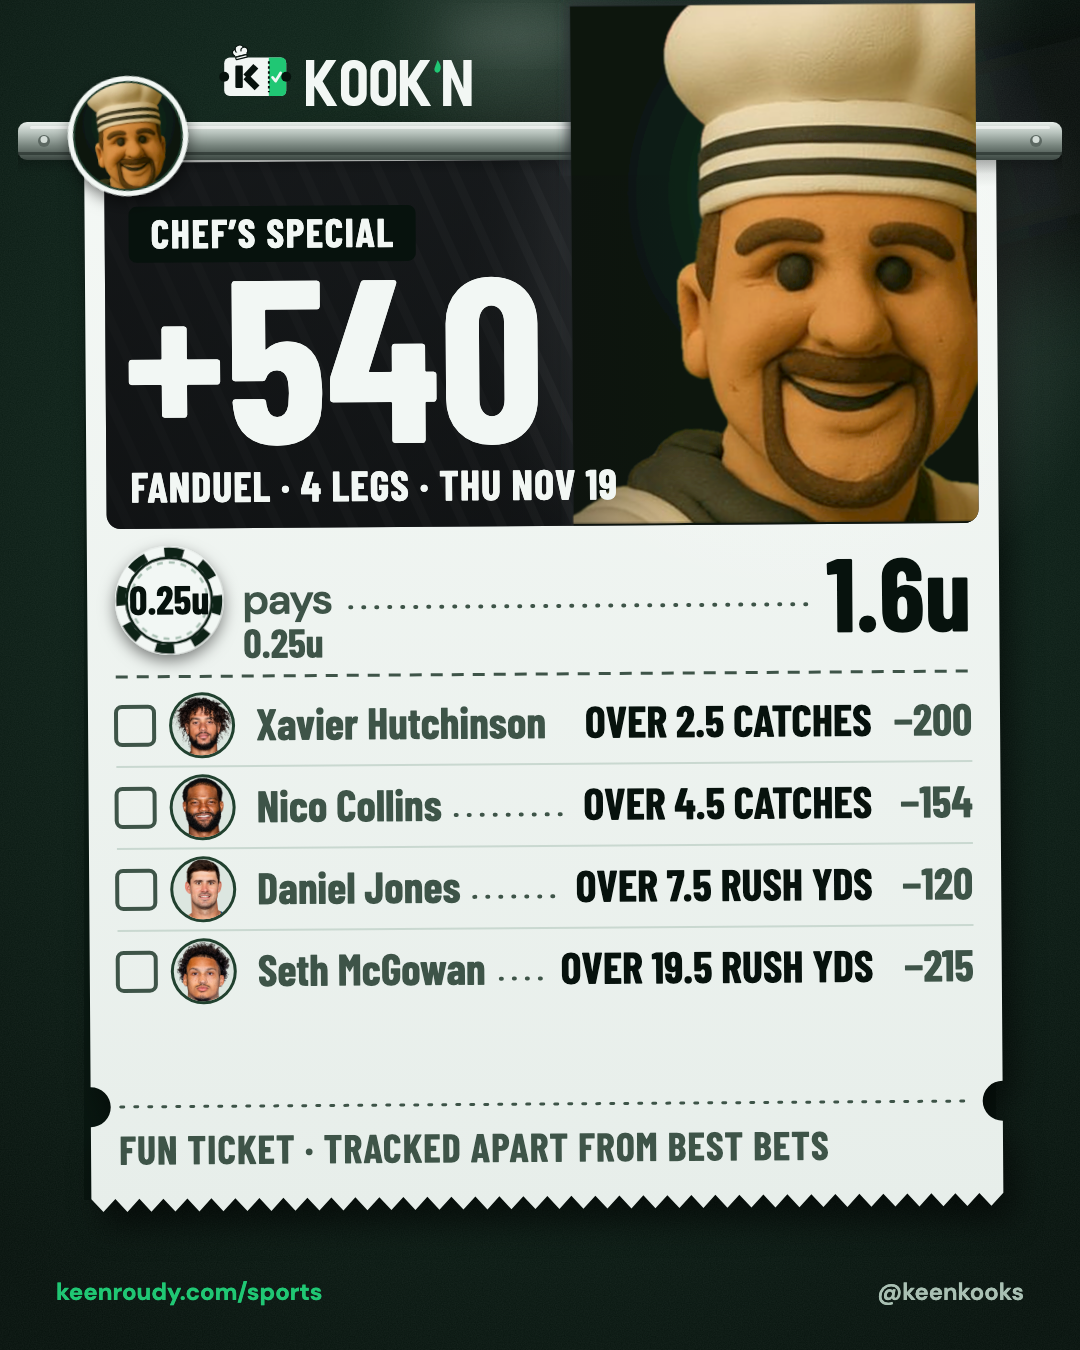 K KOOK'N
CHEF'S SPECIAL
+540
FANDUEL · 4 LEGS · THU NOV 19
0.25u pays 1.6u
0.25u
Xavier Hutchinson OVER 2.5 CATCHES −200
Nico Collins OVER 4.5 CATCHES −154
Daniel Jones OVER 7.5 RUSH YDS −120
Seth McGowan OVER 19.5 RUSH YDS −215
FUN TICKET · TRACKED APART FROM BEST BETS
keenroudy.com/sports @keenkooks